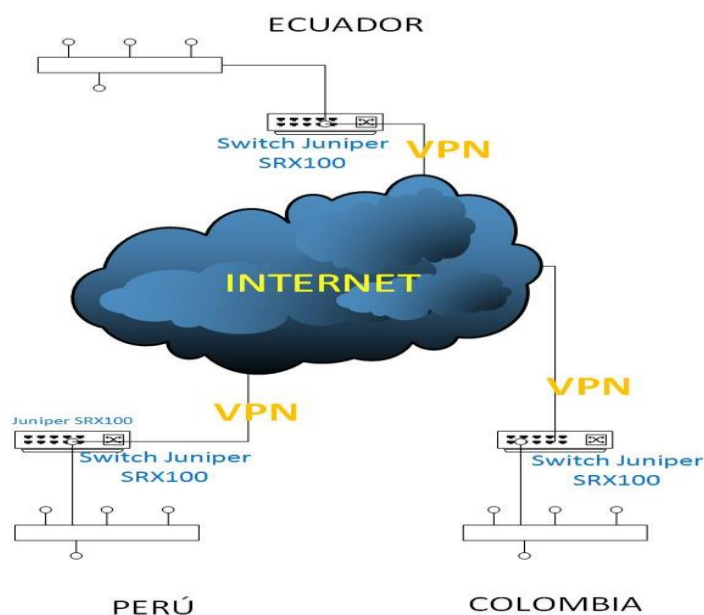 ECUADOR
Switch Juniper
SRX100
VPN
INTERNET
VPN
VPN
Juniper SRX100
Switch Juniper
SRX100
Switch Juniper
SRX100
PERÚ
COLOMBIA